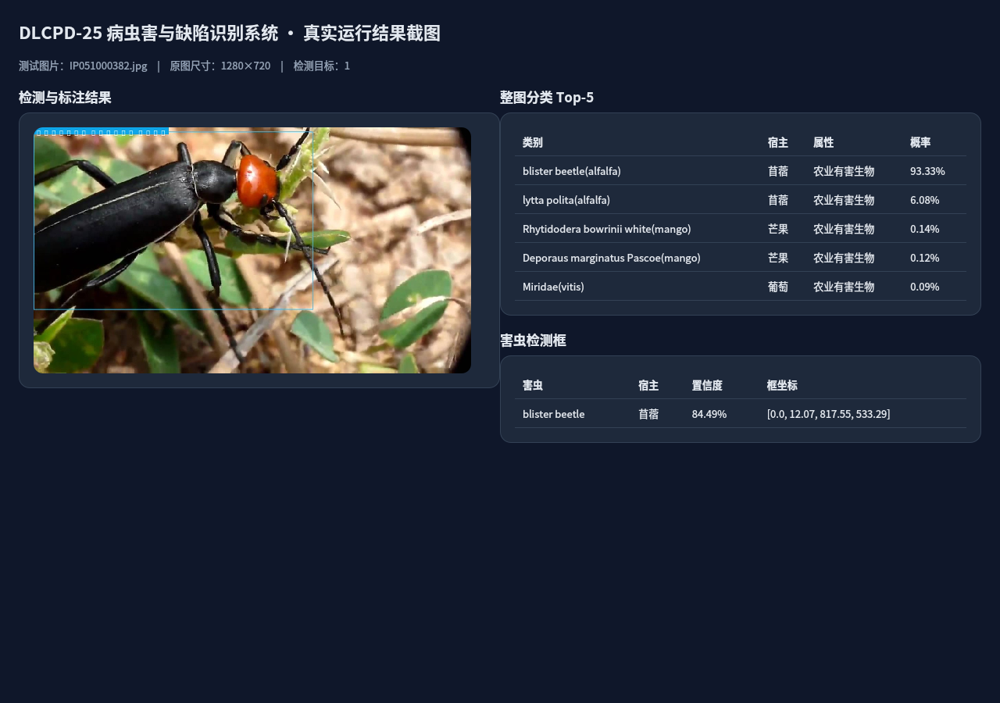 DLCPD-25 病虫害与缺陷识别系统 · 真实运行结果截图
测试图片：IP051000382.jpg | 原图尺寸：1280×720 | 检测目标：1
检测与标注结果
整图分类 Top-5
类别 宿主 属性 概率
blister beetle(alfalfa) 苜蓿 农业有害生物 93.33%
lytta polita(alfalfa) 苜蓿 农业有害生物 6.08%
Rhytidodera bowrinii white(mango) 芒果 农业有害生物 0.14%
Deporaus marginatus Pascoe(mango) 芒果 农业有害生物 0.12%
Miridae(vitis) 葡萄 农业有害生物 0.09%
害虫检测框
害虫 宿主 置信度 框坐标
blister beetle 苜蓿 84.49% [0.0, 12.07, 817.55, 533.29]